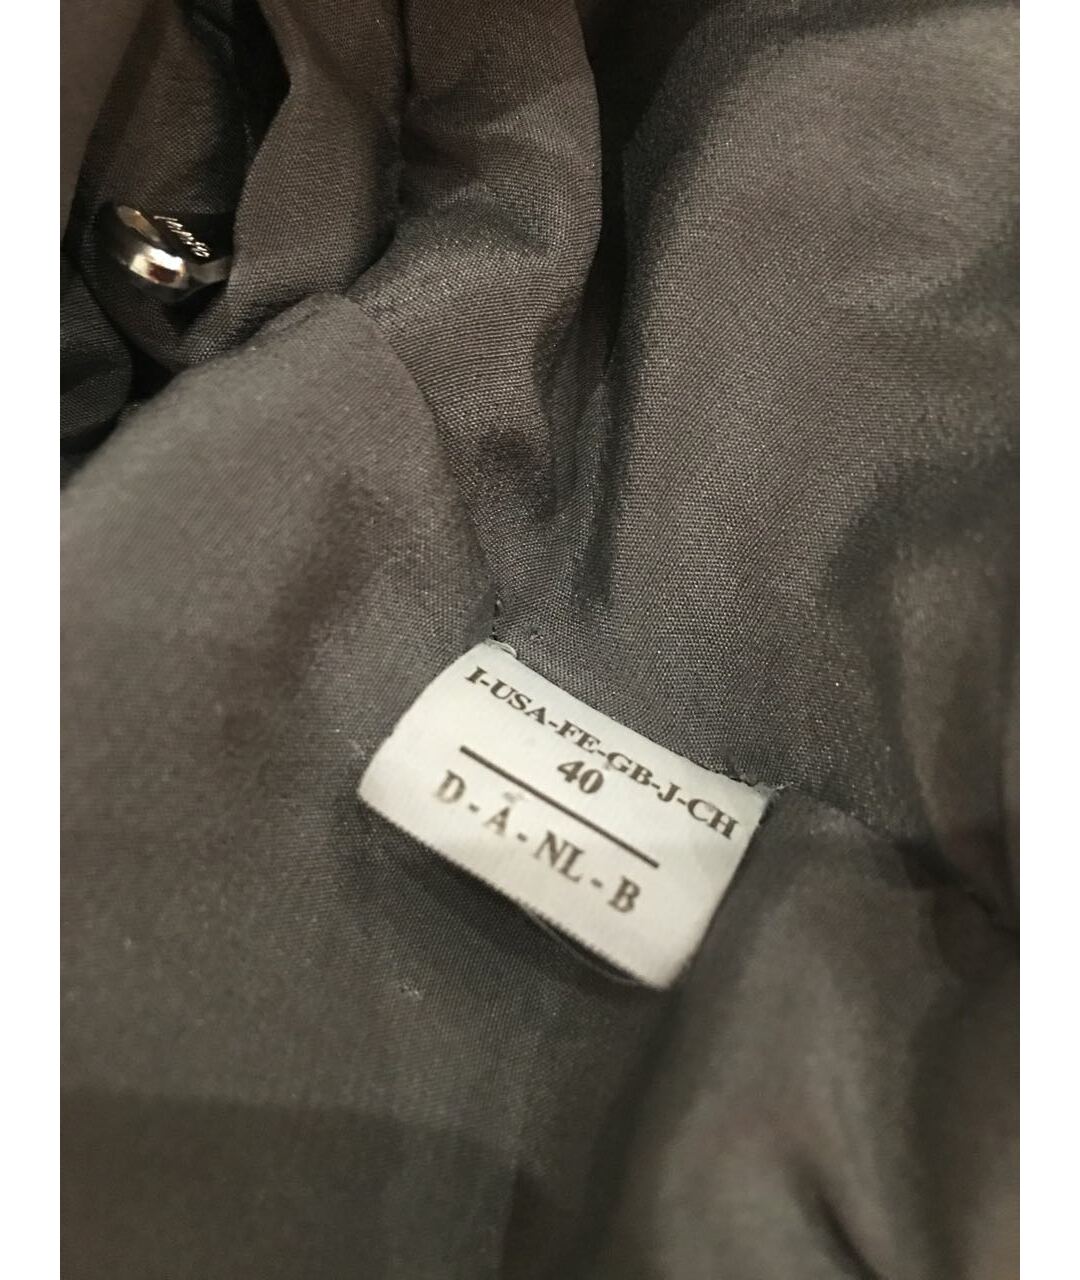 I-USA-FE-GB-J-CH
40
D - A - NL - B